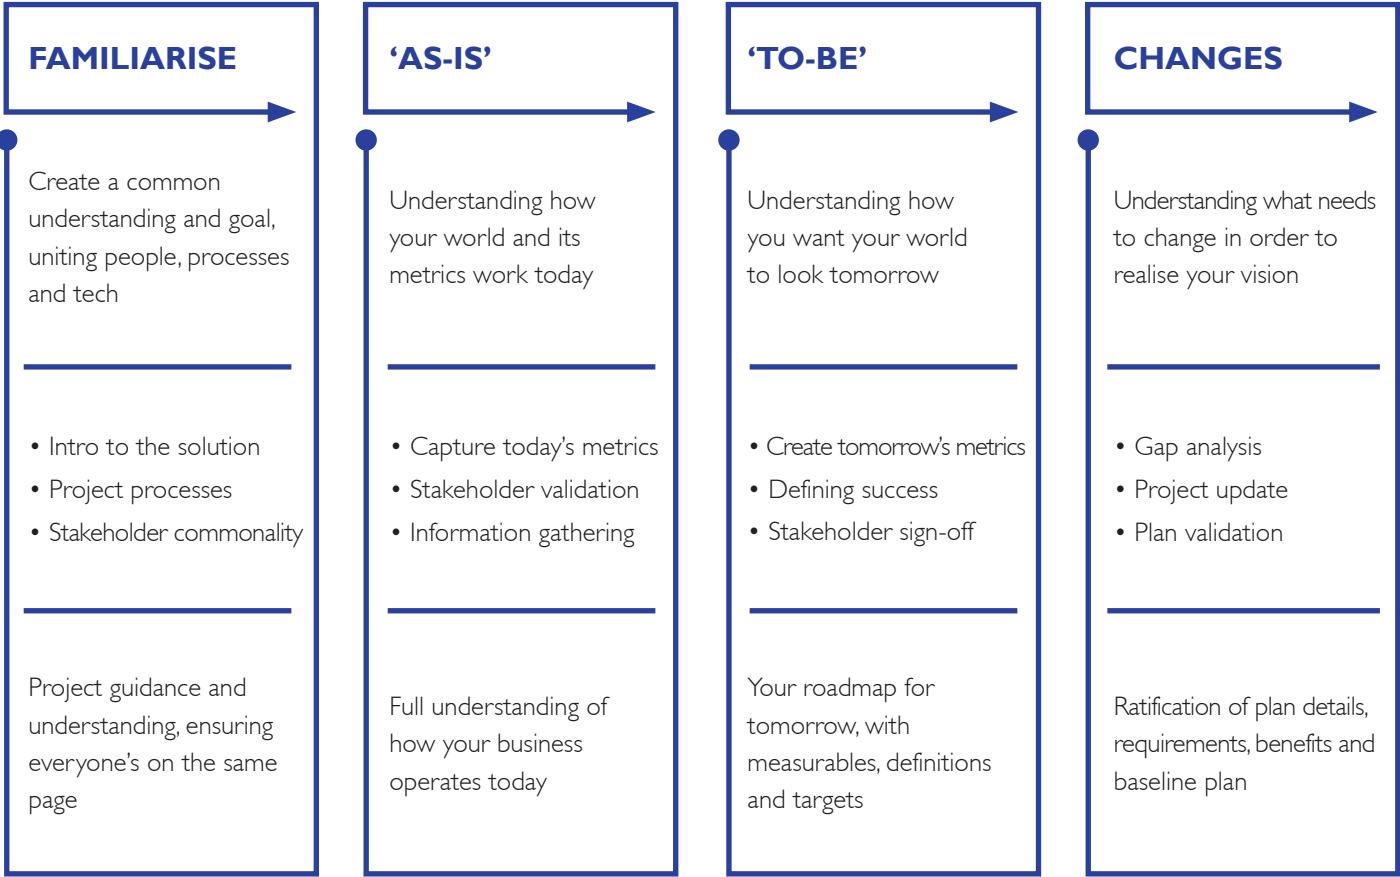 FAMILIARISE
Create a common
understanding and goal,
uniting people, processes
and tech
• Intro to the solution
• Project processes
• Stakeholder commonality
Project guidance and
understanding, ensuring
everyone’s on the same
page
‘AS-IS’
Understanding how
your world and its
metrics work today
• Capture today’s metrics
• Stakeholder validation
• Information gathering
Full understanding of
how your business
operates today
‘TO-BE’
Understanding how
you want your world
to look tomorrow
• Create tomorrow’s metrics
• Defining success
• Stakeholder sign-off
Your roadmap for
tomorrow, with
measurables, definitions
and targets
CHANGES
Understanding what needs
to change in order to
realise your vision
• Gap analysis
• Project update
• Plan validation
Ratification of plan details,
requirements, benefits and
baseline plan